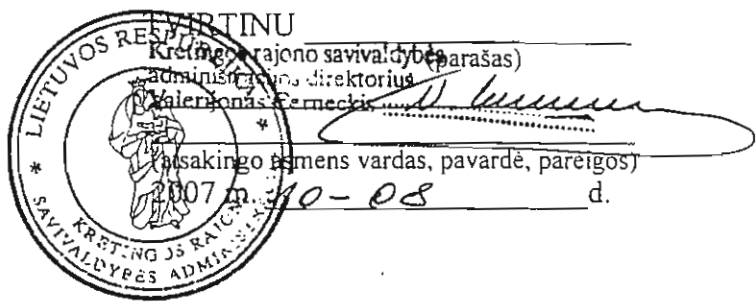 TVIRTINU
(parašas)
Kretingos rajono savivaldybės
administracijos direktorius
Valerijonas Černeckis
(atsakingo asmens vardas, pavardė, pareigos)
2007 m. 10-08 d.
LIETUVOS RESPUBLIKA
* KRETINGOS RAJONO *
SAVIVALDYBĖS ADMINIS